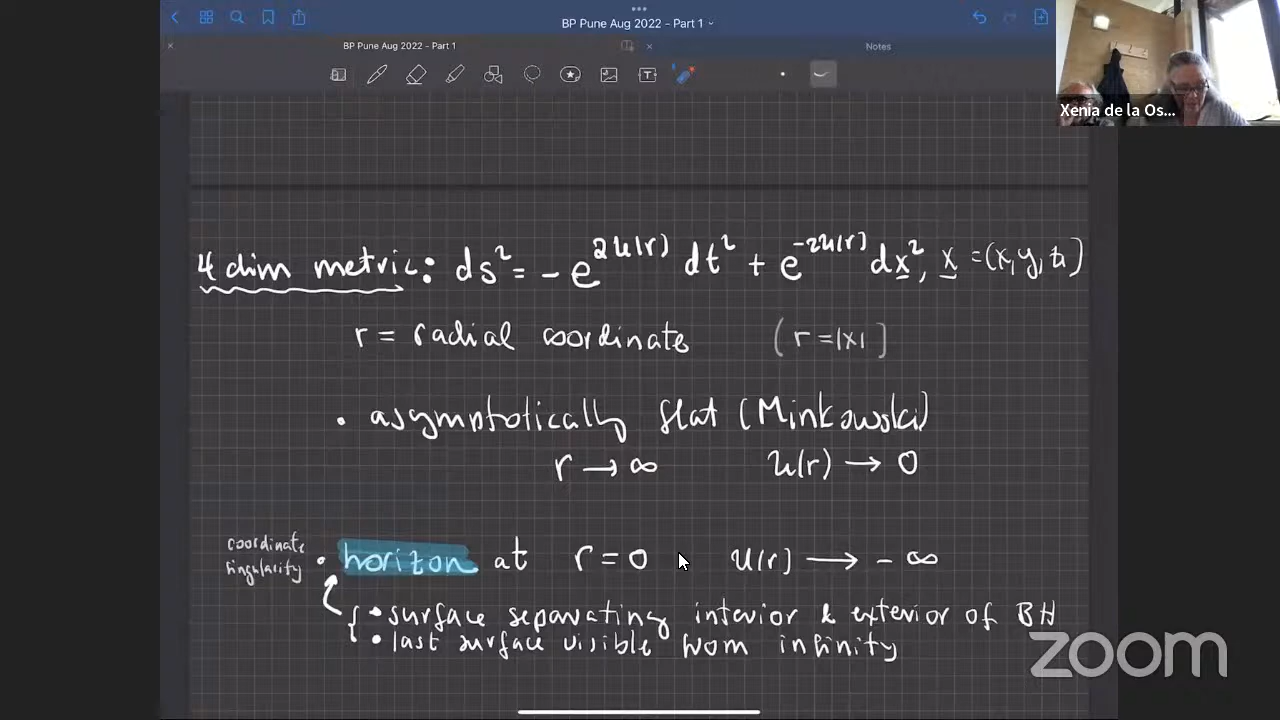 BP Pune Aug 2022 - Part 1
BP Pune Aug 2022 - Part 1
Notes
Xenia de la Os...
4 dim metric: ds² = - e^{2u(r)} dt² + e^{-2u(r)} dx², x = (x, y, z)
r = radial coordinate (r = |x|)
• asymptotically flat (Minkowski)
r → ∞ u(r) → 0
coordinate singularity
• horizon at r = 0 u(r) → - ∞
• surface separating interior & exterior of BH
• last surface visible from infinity
zoom